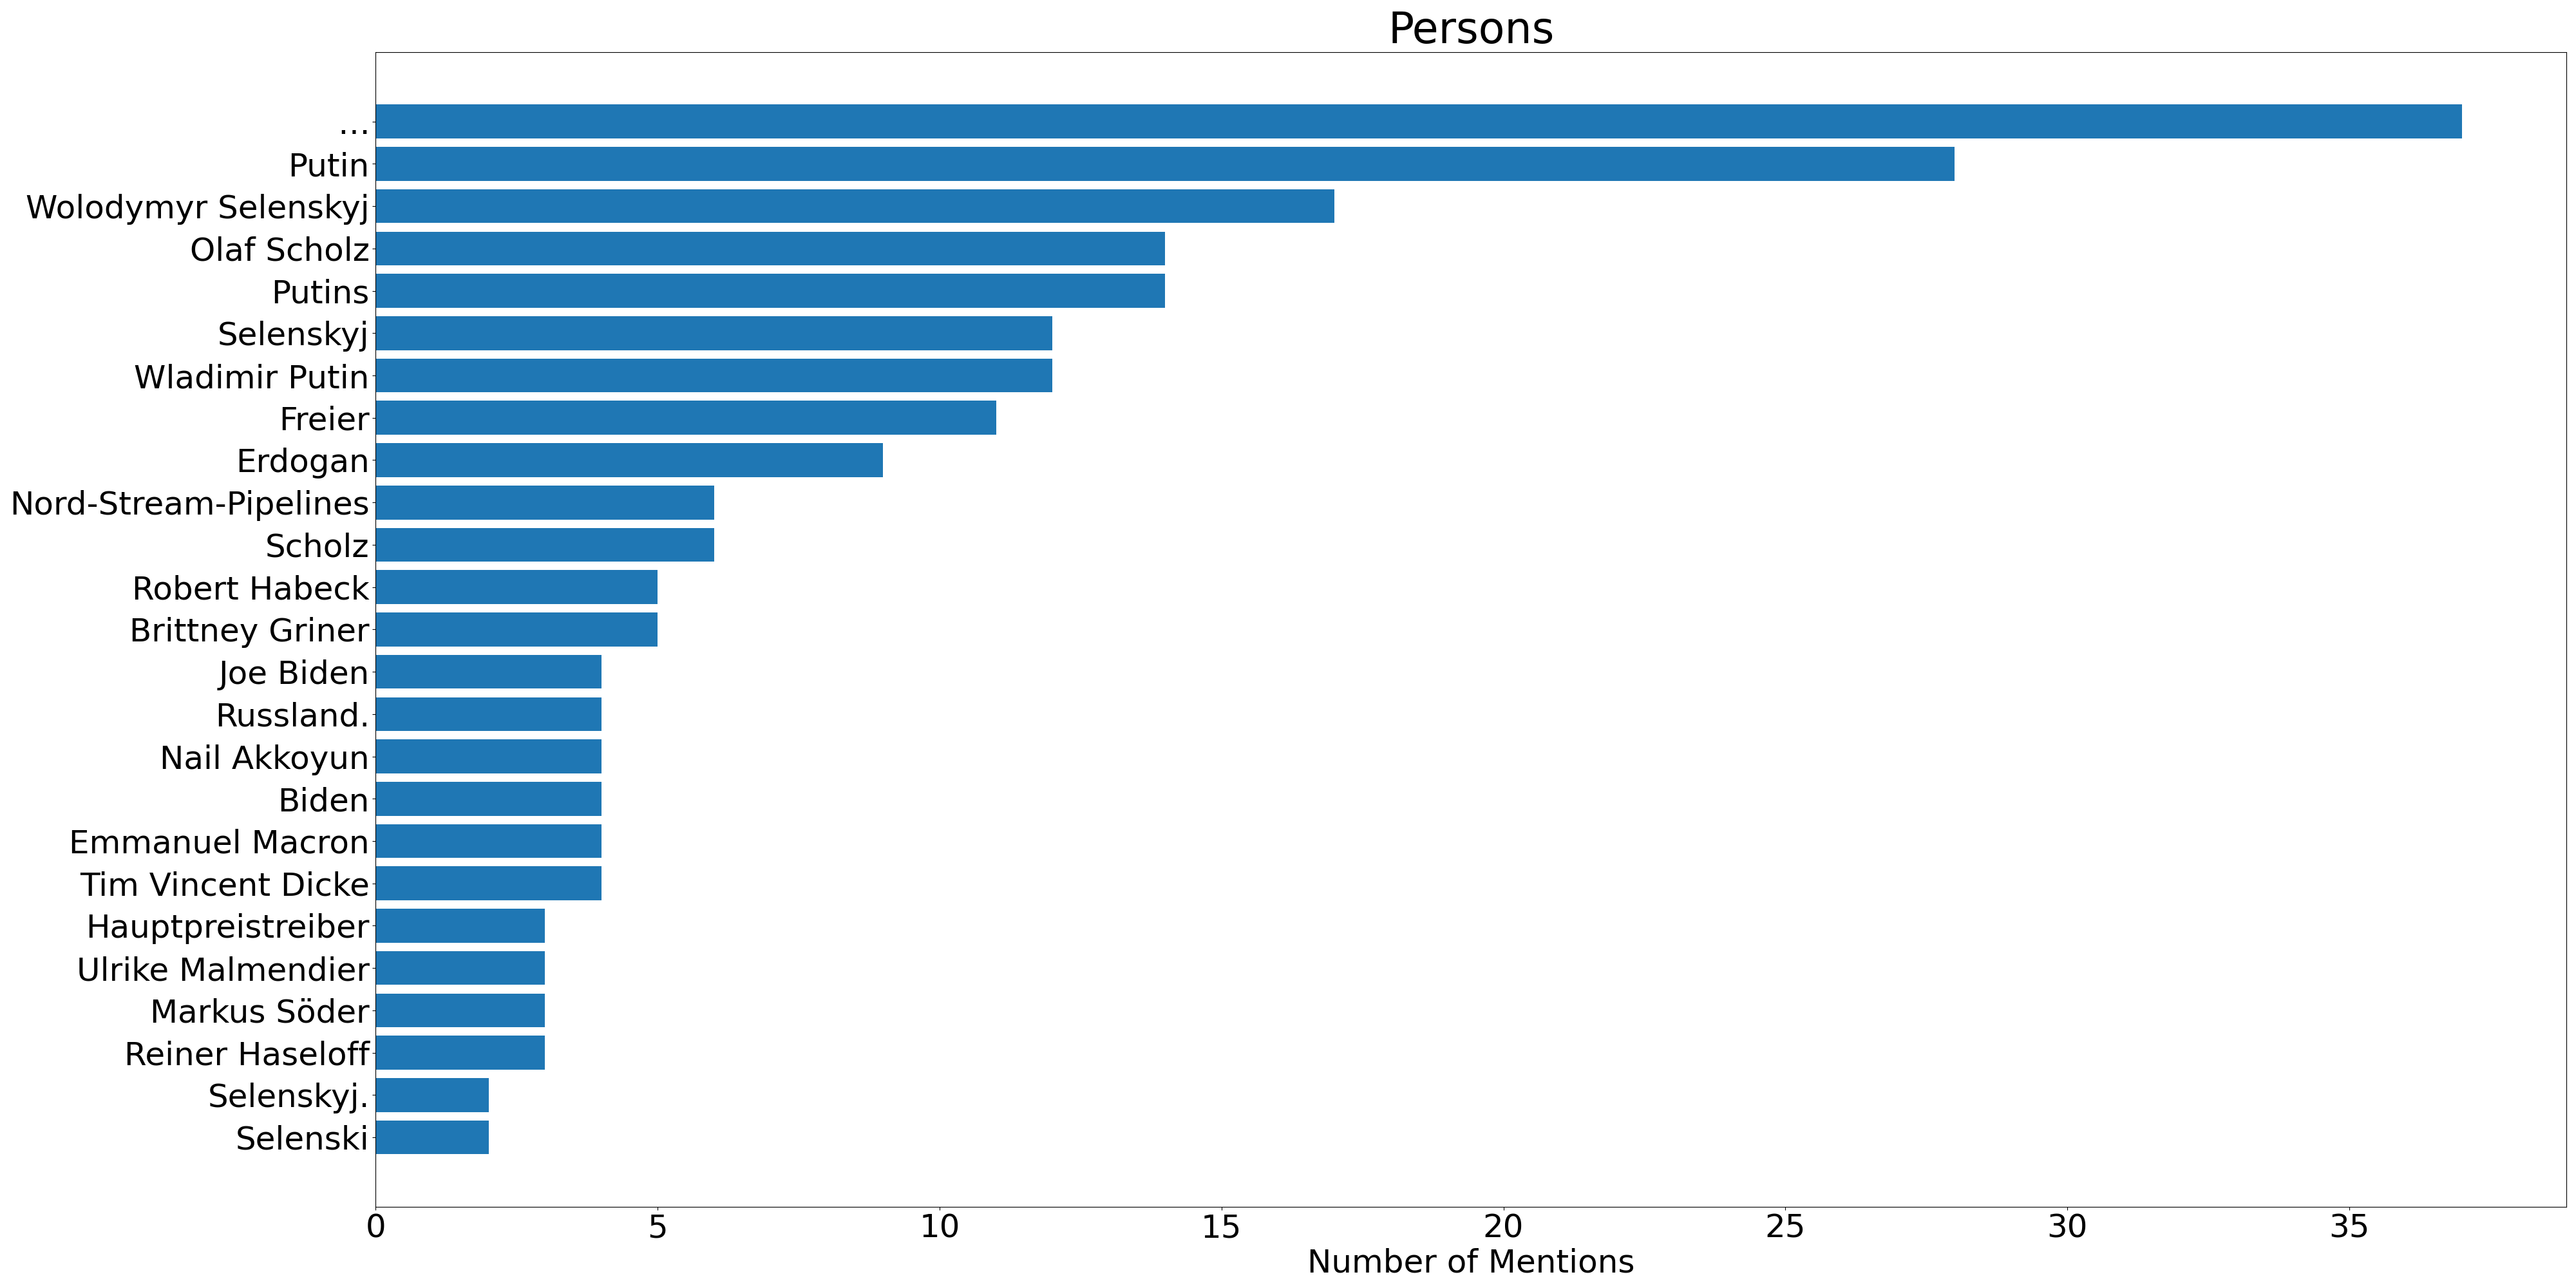 Persons
...
Putin
Wolodymyr Selenskyj
Olaf Scholz
Putins
Selenskyj
Wladimir Putin
Freier
Erdogan
Nord-Stream-Pipelines
Scholz
Robert Habeck
Brittney Griner
Joe Biden
Russland.
Nail Akkoyun
Biden
Emmanuel Macron
Tim Vincent Dicke
Hauptpreistreiber
Ulrike Malmendier
Markus Söder
Reiner Haseloff
Selenskyj.
Selenski
0 5 10 15 20 25 30 35
Number of Mentions